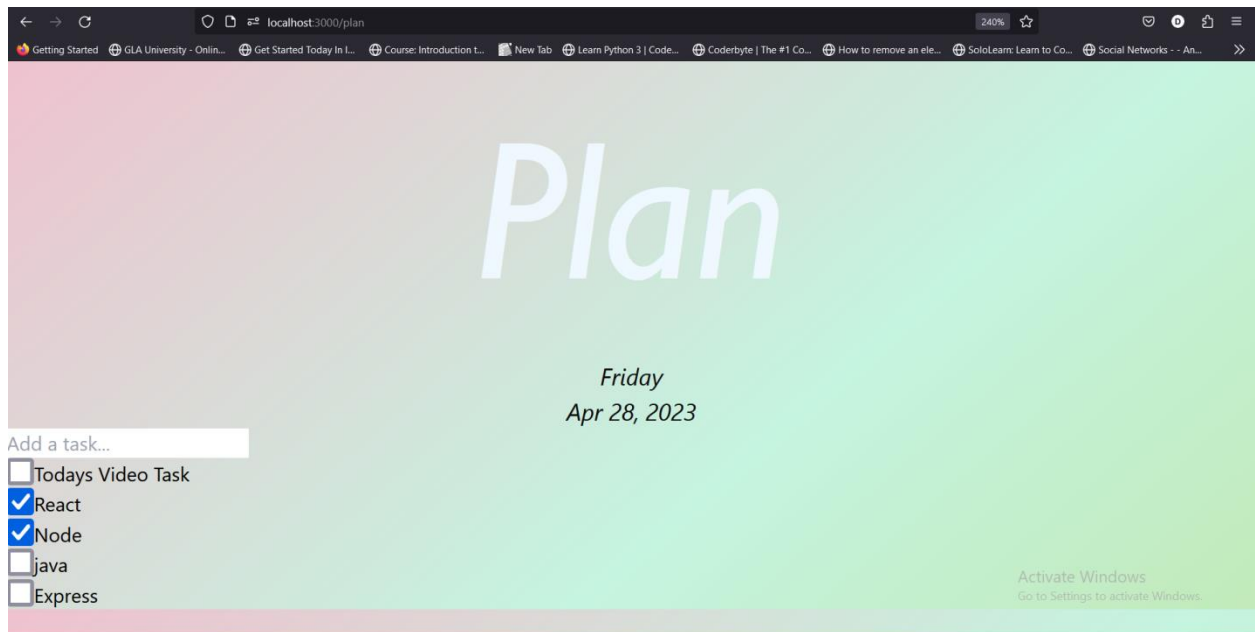 localhost:3000/plan
240%
Getting Started GLA University - Onlin... Get Started Today In I... Course: Introduction t... New Tab Learn Python 3 | Code... Coderbyte | The #1 Co... How to remove an ele... SoloLearn: Learn to Co... Social Networks - - An...
Plan
Friday
Apr 28, 2023
Add a task...
Todays Video Task
React
Node
java
Express
Activate Windows
Go to Settings to activate Windows.